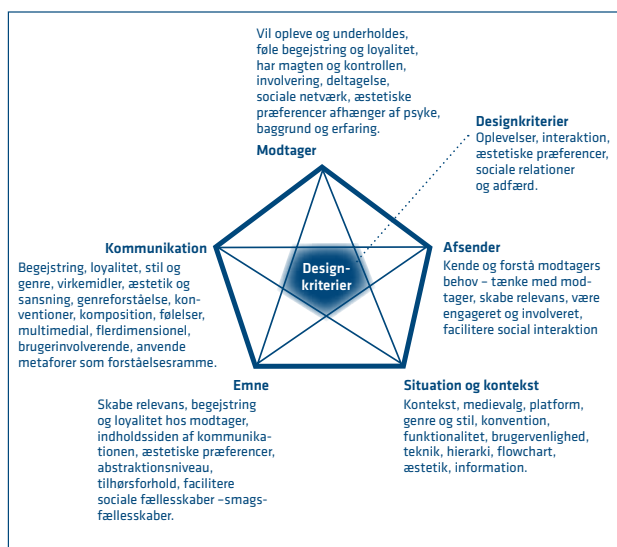 Vil opleve og underholdes,
føle begejstring og loyalitet,
har magten og kontrollen,
involvering, deltagelse,
sociale netværk, æstetiske
præferencer afhænger af psyke,
baggrund og erfaring.
Modtager
Designkriterier
Oplevelser, interaktion,
æstetiske præferencer,
sociale relationer
og adfærd.
Kommunikation
Begejstring, loyalitet, stil og
genre, virkemidler, æstetik og
sansning, genreforståelse, kon-
ventioner, komposition, følelser,
multimedial, flerdimensionel,
brugerinvolverende, anvende
metaforer som forståelsesramme.
Design-
kriterier
Afsender
Kende og forstå modtagers
behov – tænke med mod-
tager, skabe relevans, være
engageret og involveret,
facilitere social interaktion
Emne
Skabe relevans, begejstring
og loyalitet hos modtager,
indholdssiden af kommunika-
tionen, æstetiske præferencer,
abstraktionsniveau,
tilhørsforhold, facilitere
sociale fællesskaber –smags-
fællesskaber.
Situation og kontekst
Kontekst, medievalg, platform,
genre og stil, konvention,
funktionalitet, brugervenlighed,
teknik, hierarki, flowchart,
æstetik, information.